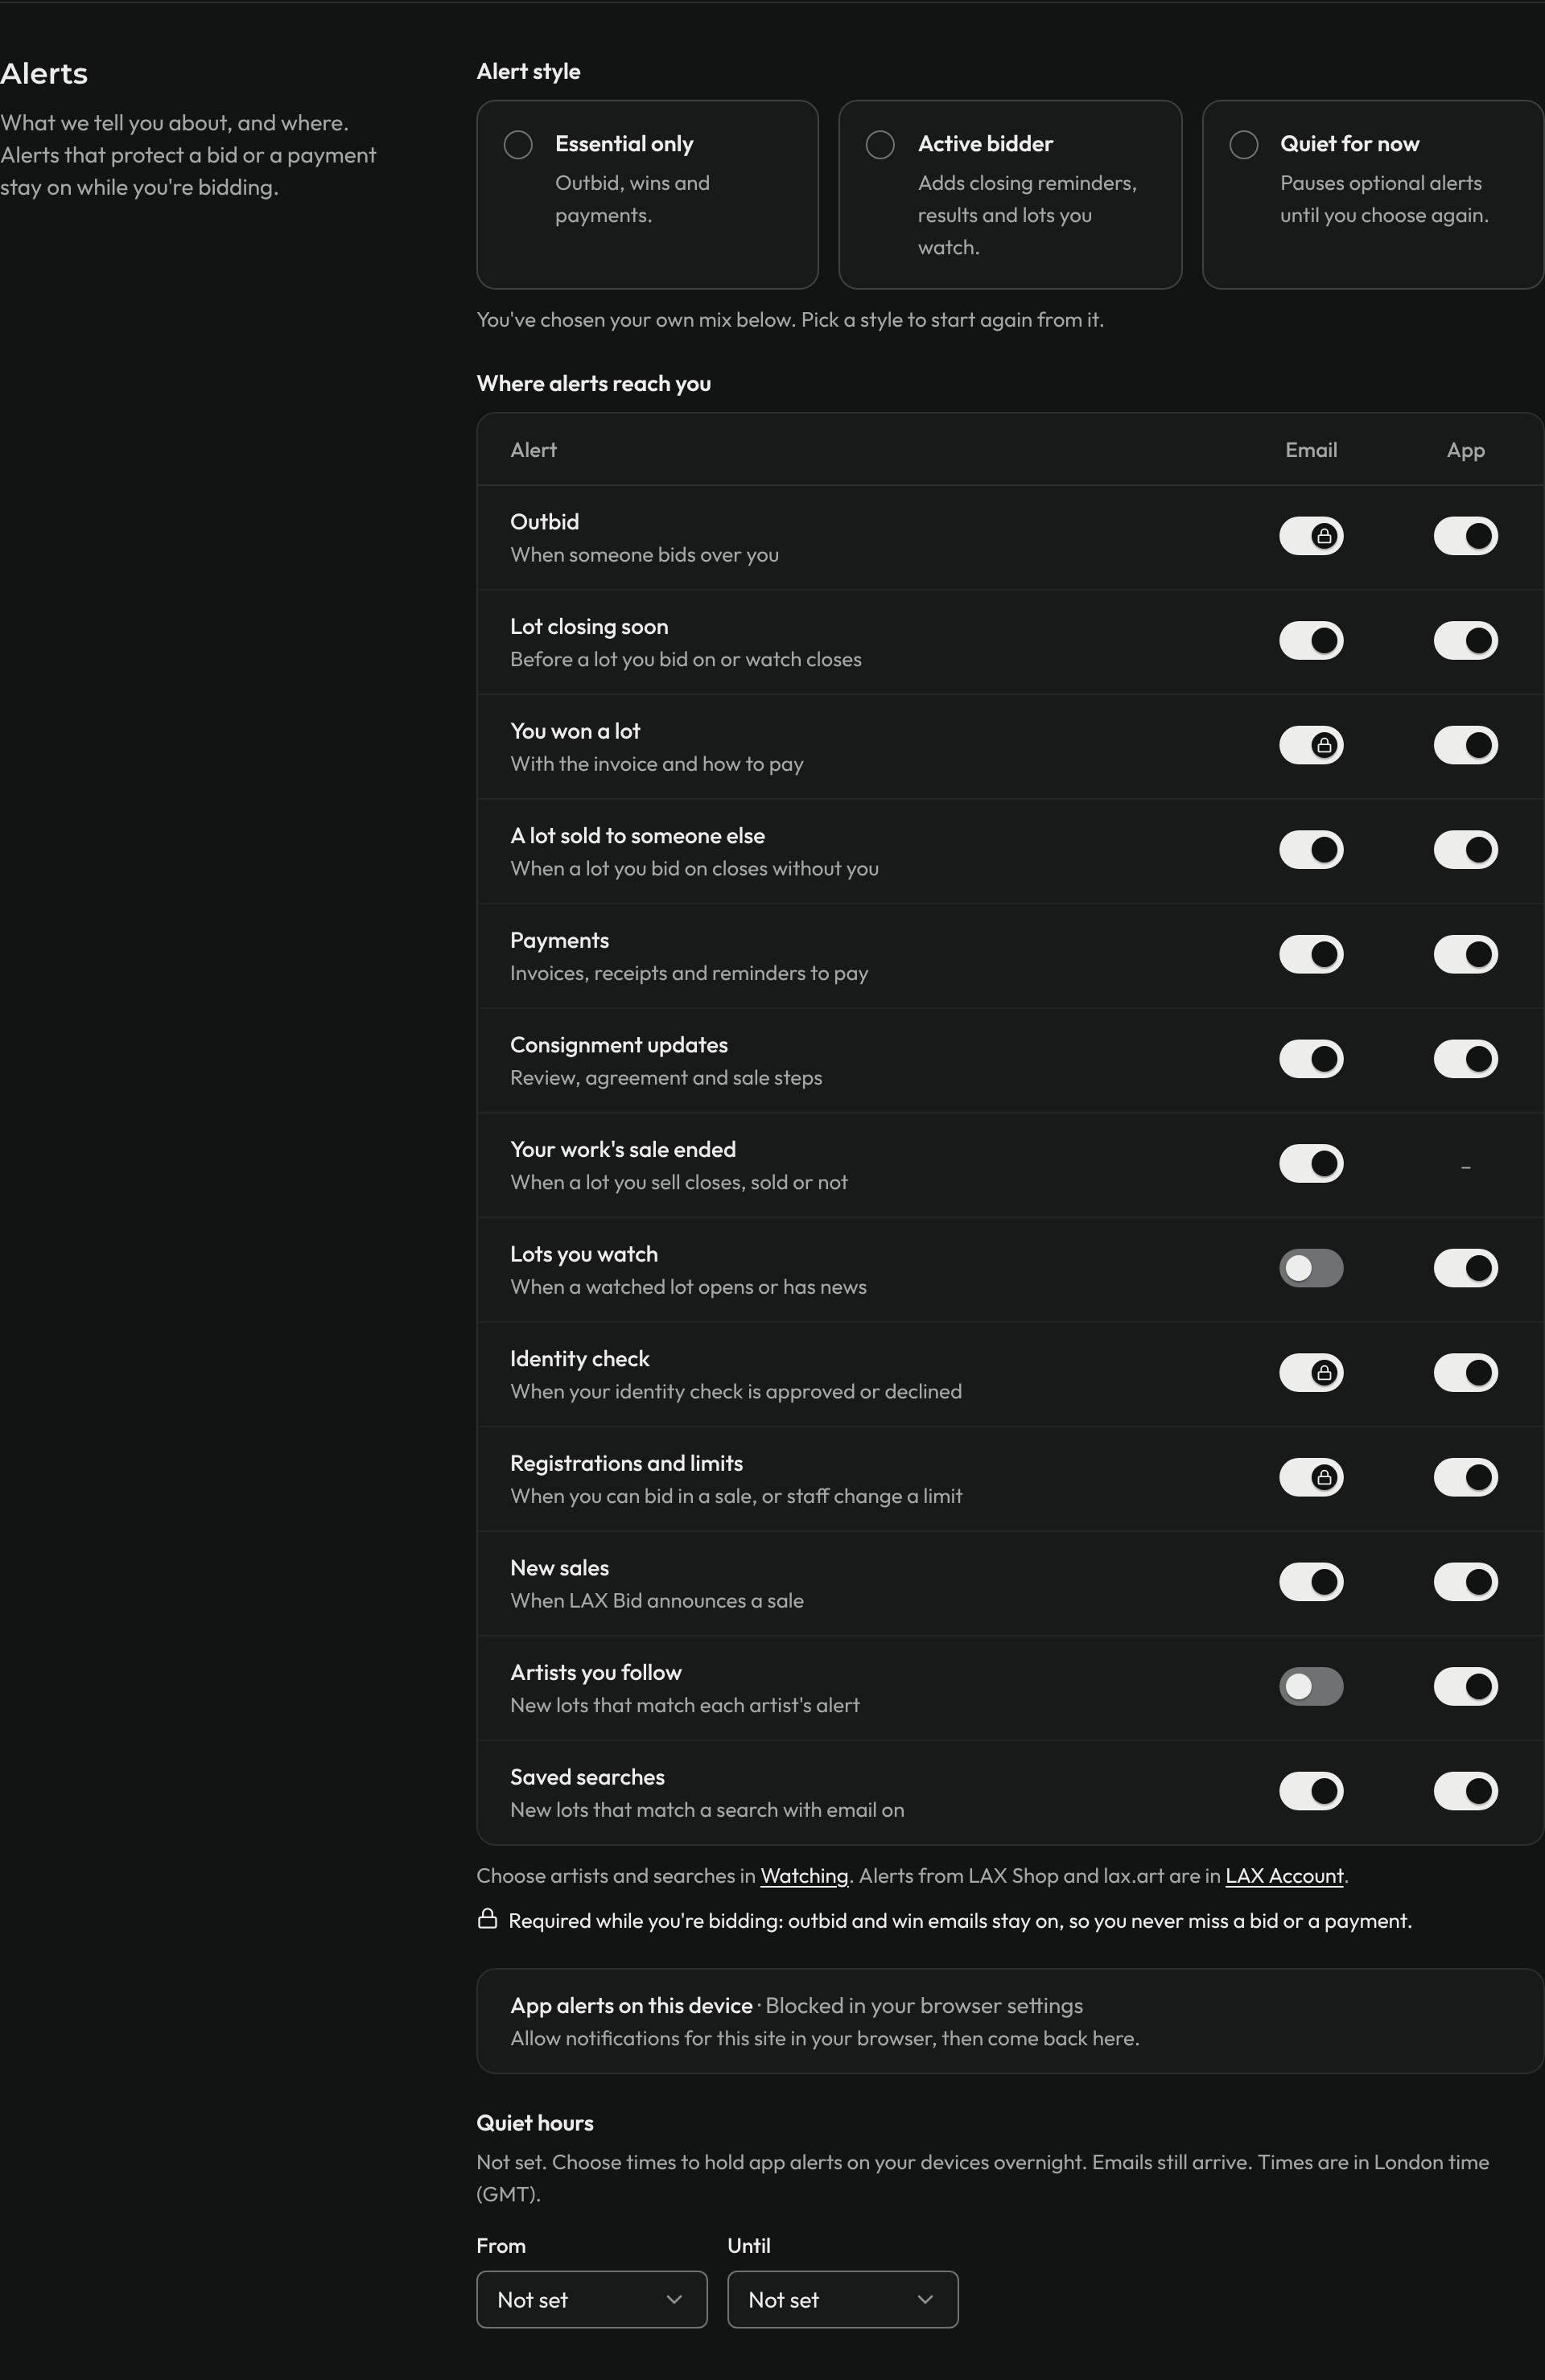 Alerts
What we tell you about, and where.
Alerts that protect a bid or a payment
stay on while you're bidding.
Alert style
Essential only
Outbid, wins and
payments.
Active bidder
Adds closing reminders,
results and lots you
watch.
Quiet for now
Pauses optional alerts
until you choose again.
You've chosen your own mix below. Pick a style to start again from it.
Where alerts reach you
Alert Email App
Outbid
When someone bids over you
Lot closing soon
Before a lot you bid on or watch closes
You won a lot
With the invoice and how to pay
A lot sold to someone else
When a lot you bid on closes without you
Payments
Invoices, receipts and reminders to pay
Consignment updates
Review, agreement and sale steps
Your work's sale ended
When a lot you sell closes, sold or not
–
Lots you watch
When a watched lot opens or has news
Identity check
When your identity check is approved or declined
Registrations and limits
When you can bid in a sale, or staff change a limit
New sales
When LAX Bid announces a sale
Artists you follow
New lots that match each artist's alert
Saved searches
New lots that match a search with email on
Choose artists and searches in Watching. Alerts from LAX Shop and lax.art are in LAX Account.
Required while you're bidding: outbid and win emails stay on, so you never miss a bid or a payment.
App alerts on this device · Blocked in your browser settings
Allow notifications for this site in your browser, then come back here.
Quiet hours
Not set. Choose times to hold app alerts on your devices overnight. Emails still arrive. Times are in London time
(GMT).
From Until
Not set Not set